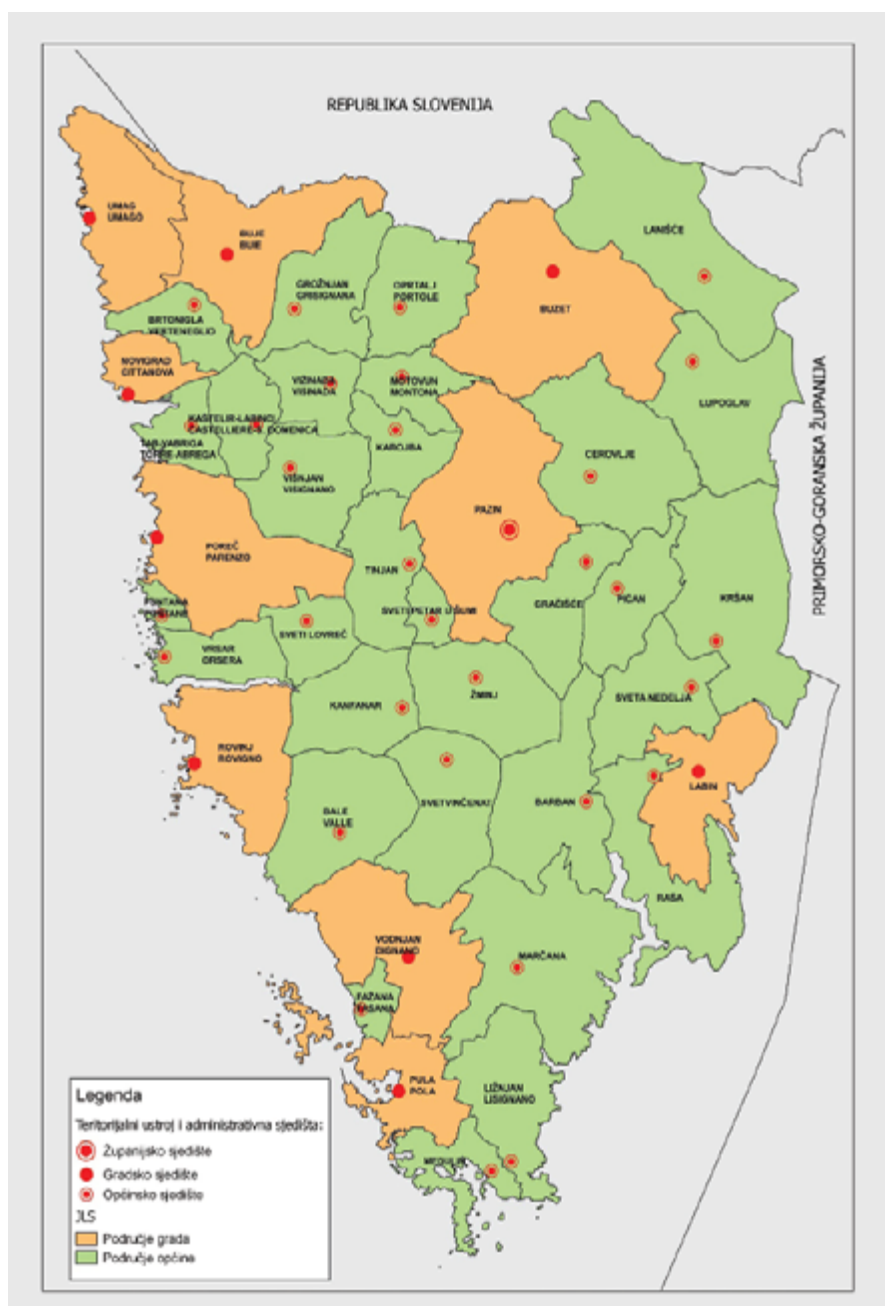 REPUBLIKA SLOVENIJA
UMAG
UMAGO
BUJE
BUIE
LANIŠĆE
GROŽNJAN
GRISIGNANA
OPRTALJ
PORTOLE
BUZET
BRTONIGLA
VERTENEGLIO
NOVIGRAD
CITTANOVA
VIŽINADA
VISINADA
MOTOVUN
MONTONA
LUPOGLAV
PRIMORSKO-GORANSKA ŽUPANIJA
KAŠTELIR-LABINCI
CASTELLIERE-S. DOMENICA
TAR-VABRIGA
TORRE-ABREGA
KAROJBA
CEROVLJE
VIŠNJAN
VISIGNANO
PAZIN
POREČ
PARENZO
TINJAN
FUNTANA
FONTANE
SVETI PETAR U ŠUMI
GRAČIŠĆE
PIĆAN
KRŠAN
SVETI LOVREČ
VRSAR
ORSERA
KANFANAR
ŽMINJ
SVETA NEDELJA
ROVINJ
ROVIGNO
LABIN
BALE
VALLE
SVETVINČENAT
BARBAN
RAŠA
VODNJAN
DIGNANO
MARČANA
FAŽANA
FASANA
PULA
POLA
LIŽNJAN
LISIGNANO
MEDULIN
Legenda
Teritorijalni ustroj i administrativna sjedišta:
Županijsko sjedište
Gradsko sjedište
Općinsko sjedište
JLS
Područje grada
Područje općine